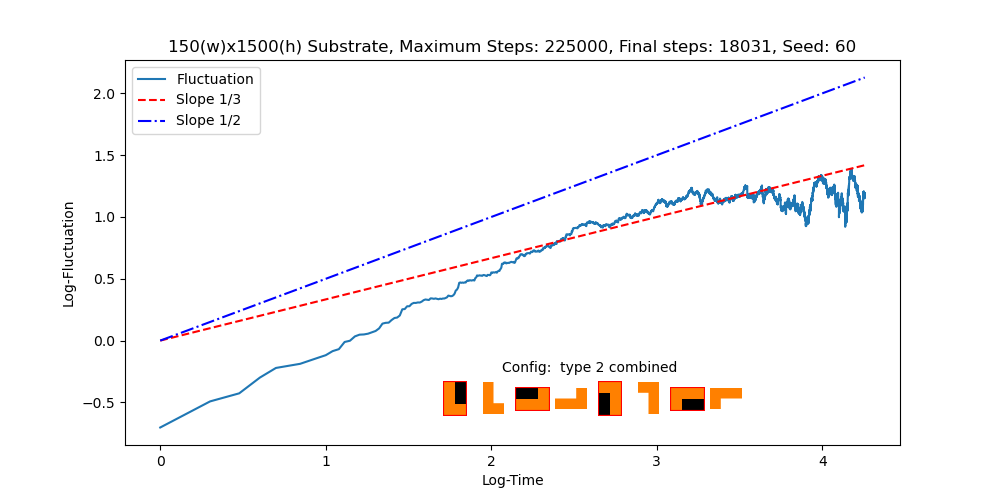 150(w)x1500(h) Substrate, Maximum Steps: 225000, Final steps: 18031, Seed: 60
Fluctuation
Slope 1/3
Slope 1/2
2.0
1.5
1.0
0.5
0.0
−0.5
Log-Fluctuation
Config:  type 2 combined
0 1 2 3 4
Log-Time